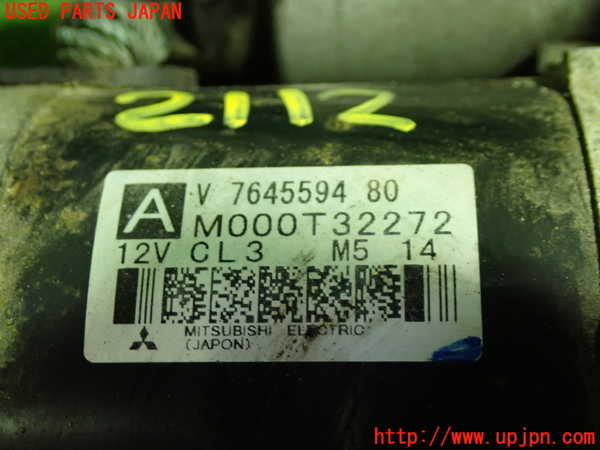 USED PARTS JAPAN
2112
A V 7645594 80
M000T32272
12V CL3 M5 14
MITSUBISHI ELECTRIC
(JAPON)
http://www.upjpn.com